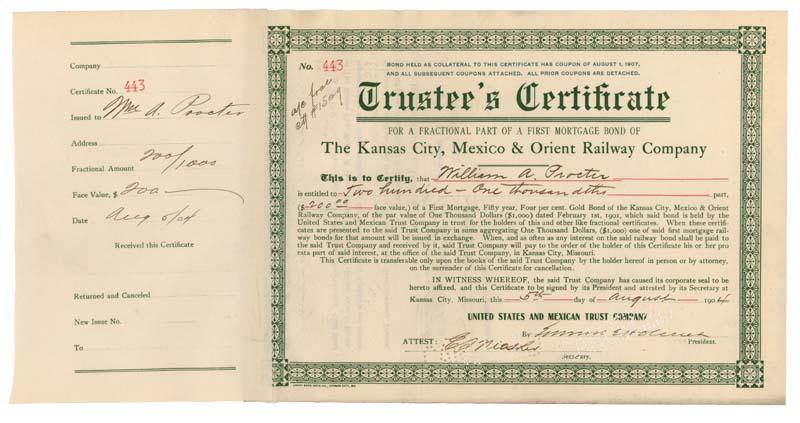 Company
Certificate No. 443
Issued to Wm A. Procter
Address
Fractional Amount 200/1000
Face Value, $ 200
Date Aug 5/04
Received this Certificate
Returned and Canceled
New Issue No.
To
No. 443
BOND HELD AS COLLATERAL TO THIS CERTIFICATE HAS COUPON OF AUGUST 1, 1907,
AND ALL SUBSEQUENT COUPONS ATTACHED. ALL PRIOR COUPONS ARE DETACHED.
Trustee's Certificate
FOR A FRACTIONAL PART OF A FIRST MORTGAGE BOND OF
The Kansas City, Mexico & Orient Railway Company
This is to Certify, that William A. Procter
is entitled to Two hundred - One thousandths part,
($200.00 face value,) of a First Mortgage, Fifty year, Four per cent. Gold Bond of the Kansas City, Mexico & Orient
Railway Company, of the par value of One Thousand Dollars ($1,000) dated February 1st, 1901, which said bond is held by the
United States and Mexican Trust Company in trust for the holders of this and other like fractional certificates. When these certificates
are presented to the said Trust Company in sums aggregating One Thousand Dollars, ($1,000) one of said first mortgage railway
bonds for that amount will be issued in exchange. When, and as often as any interest on the said railway bond shall be paid to
the said Trust Company and received by it, said Trust Company will pay to the order of the holder of this Certificate his or her pro
rata part of said interest, at the office of the said Trust Company, in Kansas City, Missouri.
This Certificate is transferable only upon the books of the said Trust Company by the holder hereof in person or by attorney,
on the surrender of this Certificate for cancellation.
IN WITNESS WHEREOF, the said Trust Company has caused its corporate seal to be
hereto affixed, and this Certificate to be signed by its President and attested by its Secretary at
Kansas City, Missouri, this 5th day of August 1904
UNITED STATES AND MEXICAN TRUST COMPANY
By
President.
ATTEST:
Secretary.